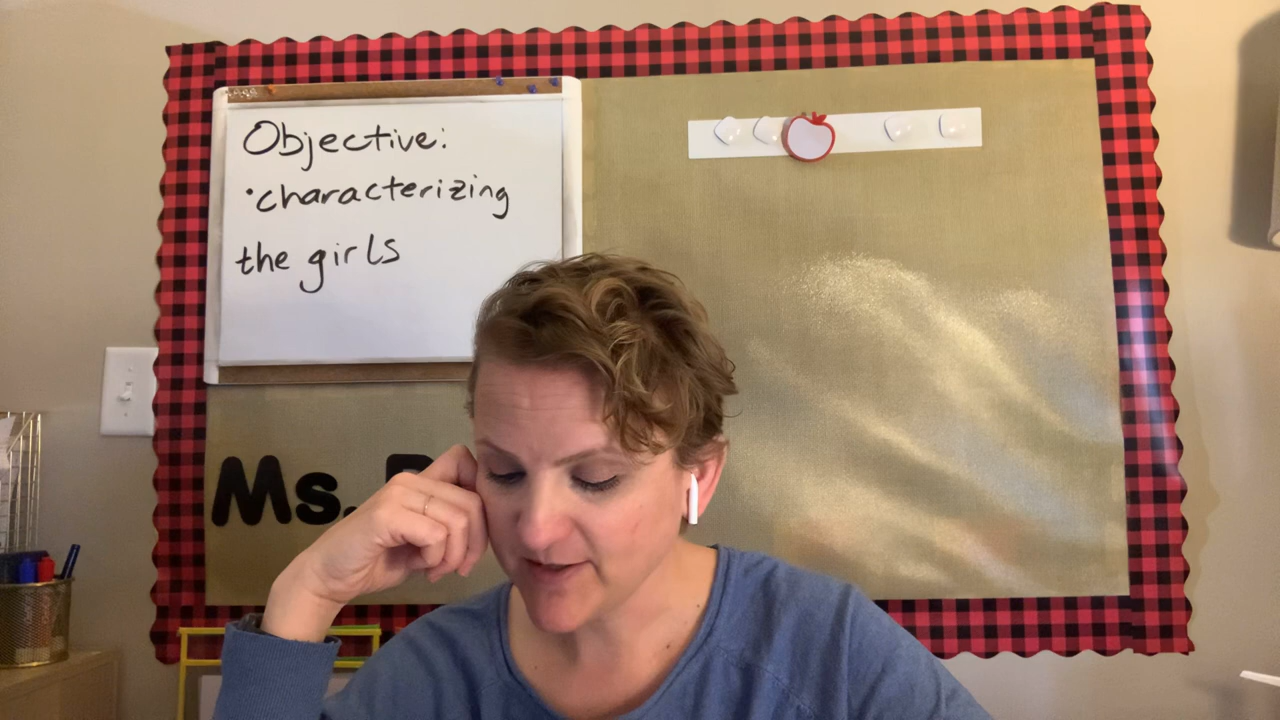 Objective:
•characterizing
the girls
Ms.